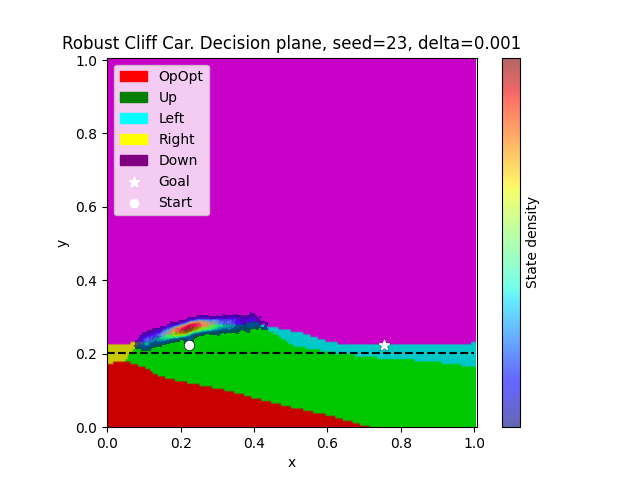 Robust Cliff Car. Decision plane, seed=23, delta=0.001
1.0
0.8
0.6
0.4
0.2
0.0
y
OpOpt
Up
Left
Right
Down
Goal
Start
0.0 0.2 0.4 0.6 0.8 1.0
x
State density